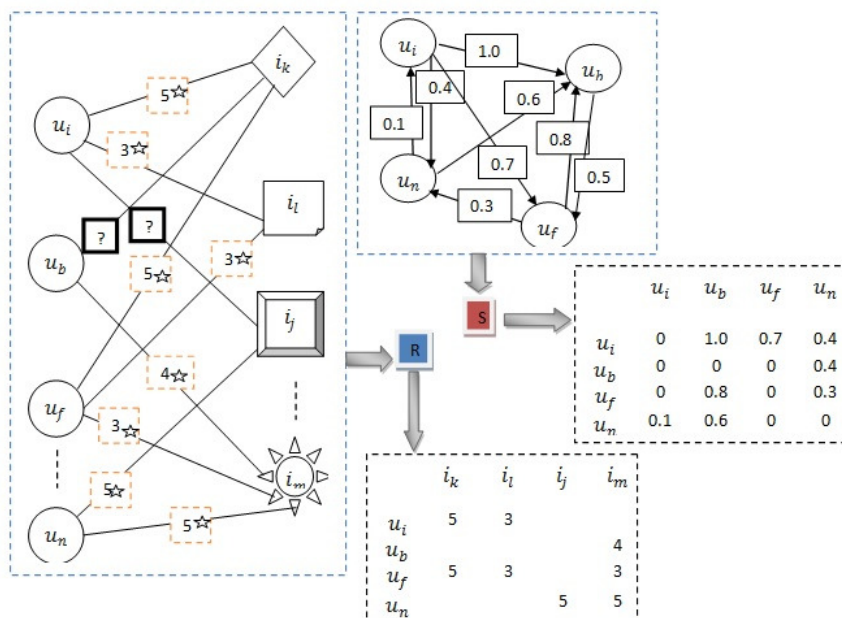 u_i
i_k
5☆
3☆
i_l
?
?
u_b
5☆
3☆
i_j
4☆
u_f
3☆
i_m
5☆
u_n
5☆
u_i
1.0
u_h
0.4
0.6
0.1
0.8
u_n
0.7
0.5
0.3
u_f
S
R
u_i u_b u_f u_n
u_i 0 1.0 0.7 0.4
u_b 0 0 0 0.4
u_f 0 0.8 0 0.3
u_n 0.1 0.6 0 0
i_k i_l i_j i_m
u_i 5 3
u_b 4
u_f 5 3 3
u_n 5 5